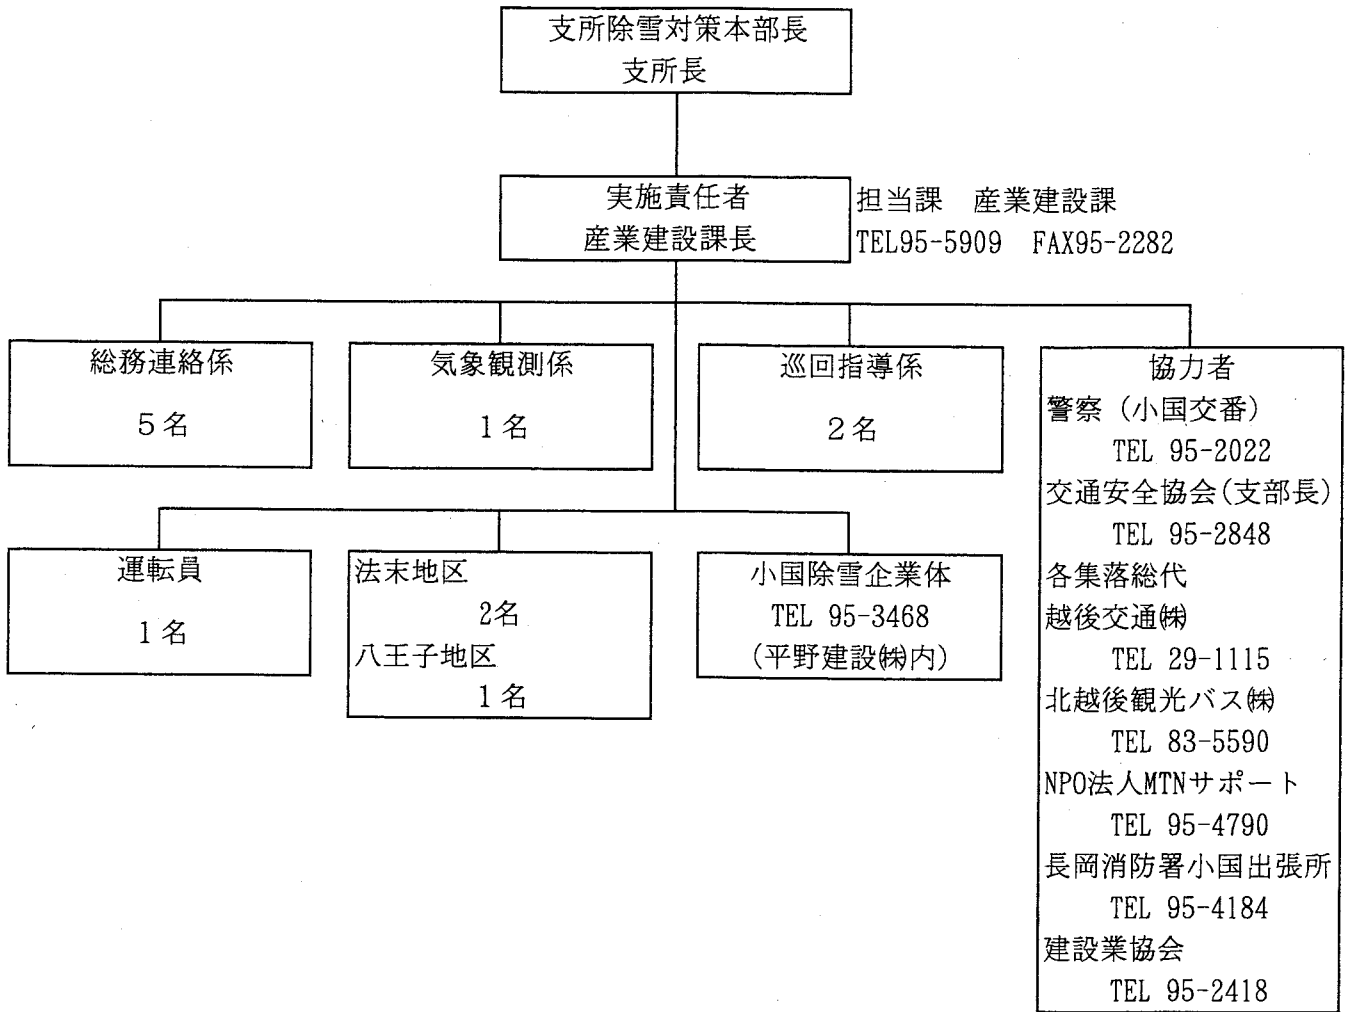 支所除雪対策本部長
支所長
実施責任者
産業建設課長
担当課　産業建設課
TEL95-5909　FAX95-2282
総務連絡係
５名
気象観測係
１名
巡回指導係
２名
協力者
警察（小国交番）
TEL 95-2022
交通安全協会(支部長)
TEL 95-2848
各集落総代
越後交通㈱
TEL 29-1115
北越後観光バス㈱
TEL 83-5590
NPO法人MTNサポート
TEL 95-4790
長岡消防署小国出張所
TEL 95-4184
建設業協会
TEL 95-2418
運転員
１名
法末地区
2名
八王子地区
１名
小国除雪企業体
TEL 95-3468
(平野建設㈱内)